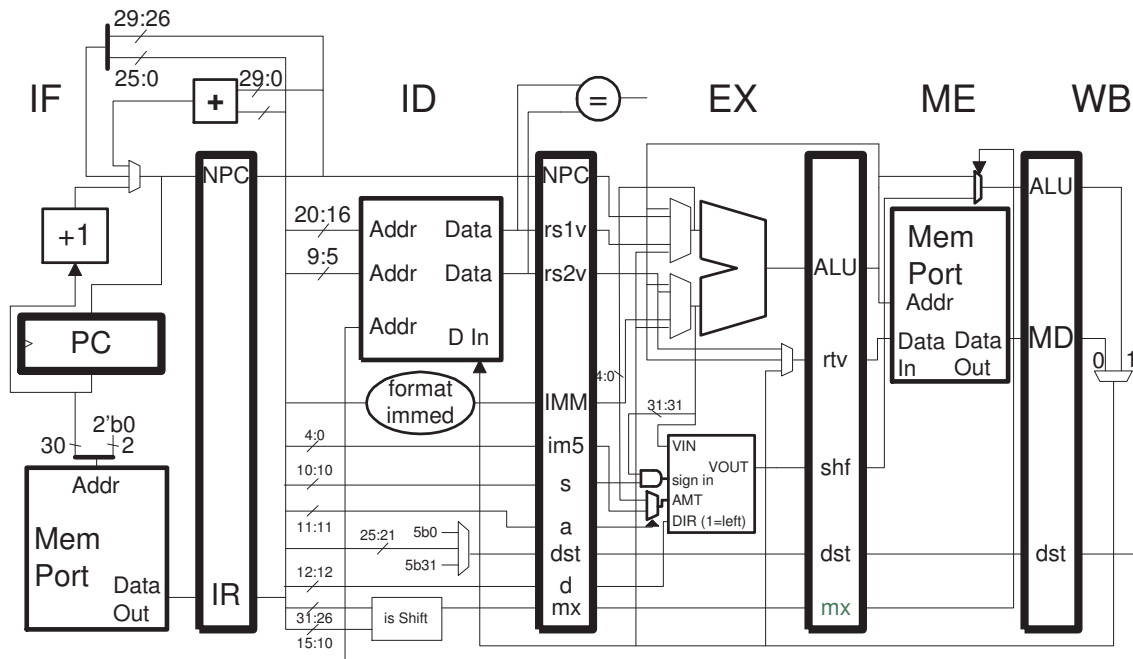 29:26
25:0
29:0
IF
ID
EX
ME
WB
+
=
NPC
NPC
ALU
+1
20:16
9:5
Addr
Data
Addr
Data
Addr
D In
rs1v
rs2v
ALU
Mem
Port
Addr
Data
In
Data
Out
MD
0
1
PC
format
immed
IMM
4:0
rtv
31:31
30
2'b0
2
Addr
Mem
Port
Data
Out
IR
4:0
10:10
11:11
25:21
5b0
5b31
12:12
31:26
15:10
is Shift
im5
s
a
dst
d
mx
VIN
VOUT
sign in
AMT
DIR (1=left)
shf
dst
mx
dst